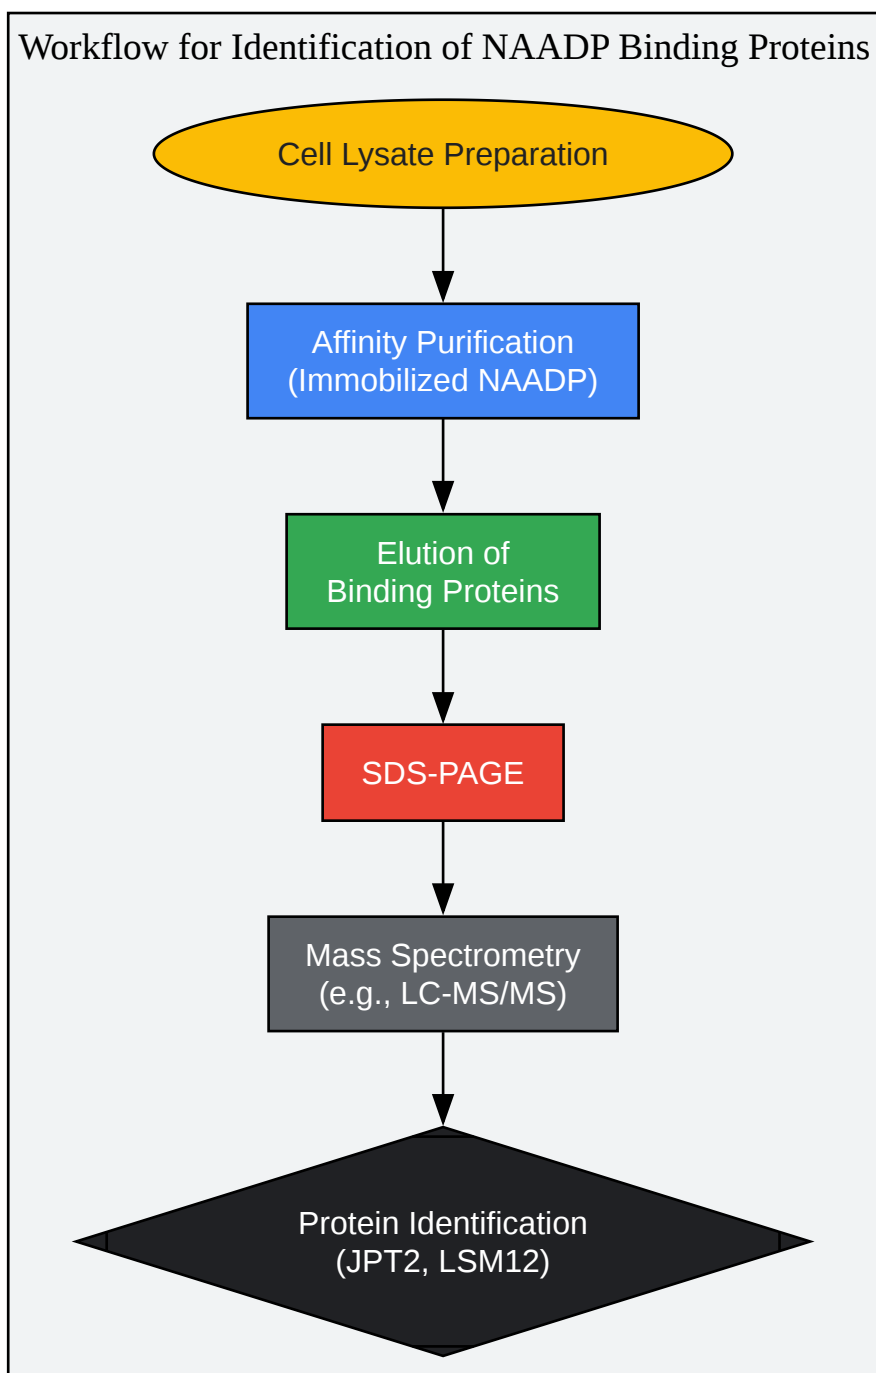 Workflow for Identification of NAADP Binding Proteins
Cell Lysate Preparation
Affinity Purification
(Immobilized NAADP)
Elution of
Binding Proteins
SDS-PAGE
Mass Spectrometry
(e.g., LC-MS/MS)
Protein Identification
(JPT2, LSM12)